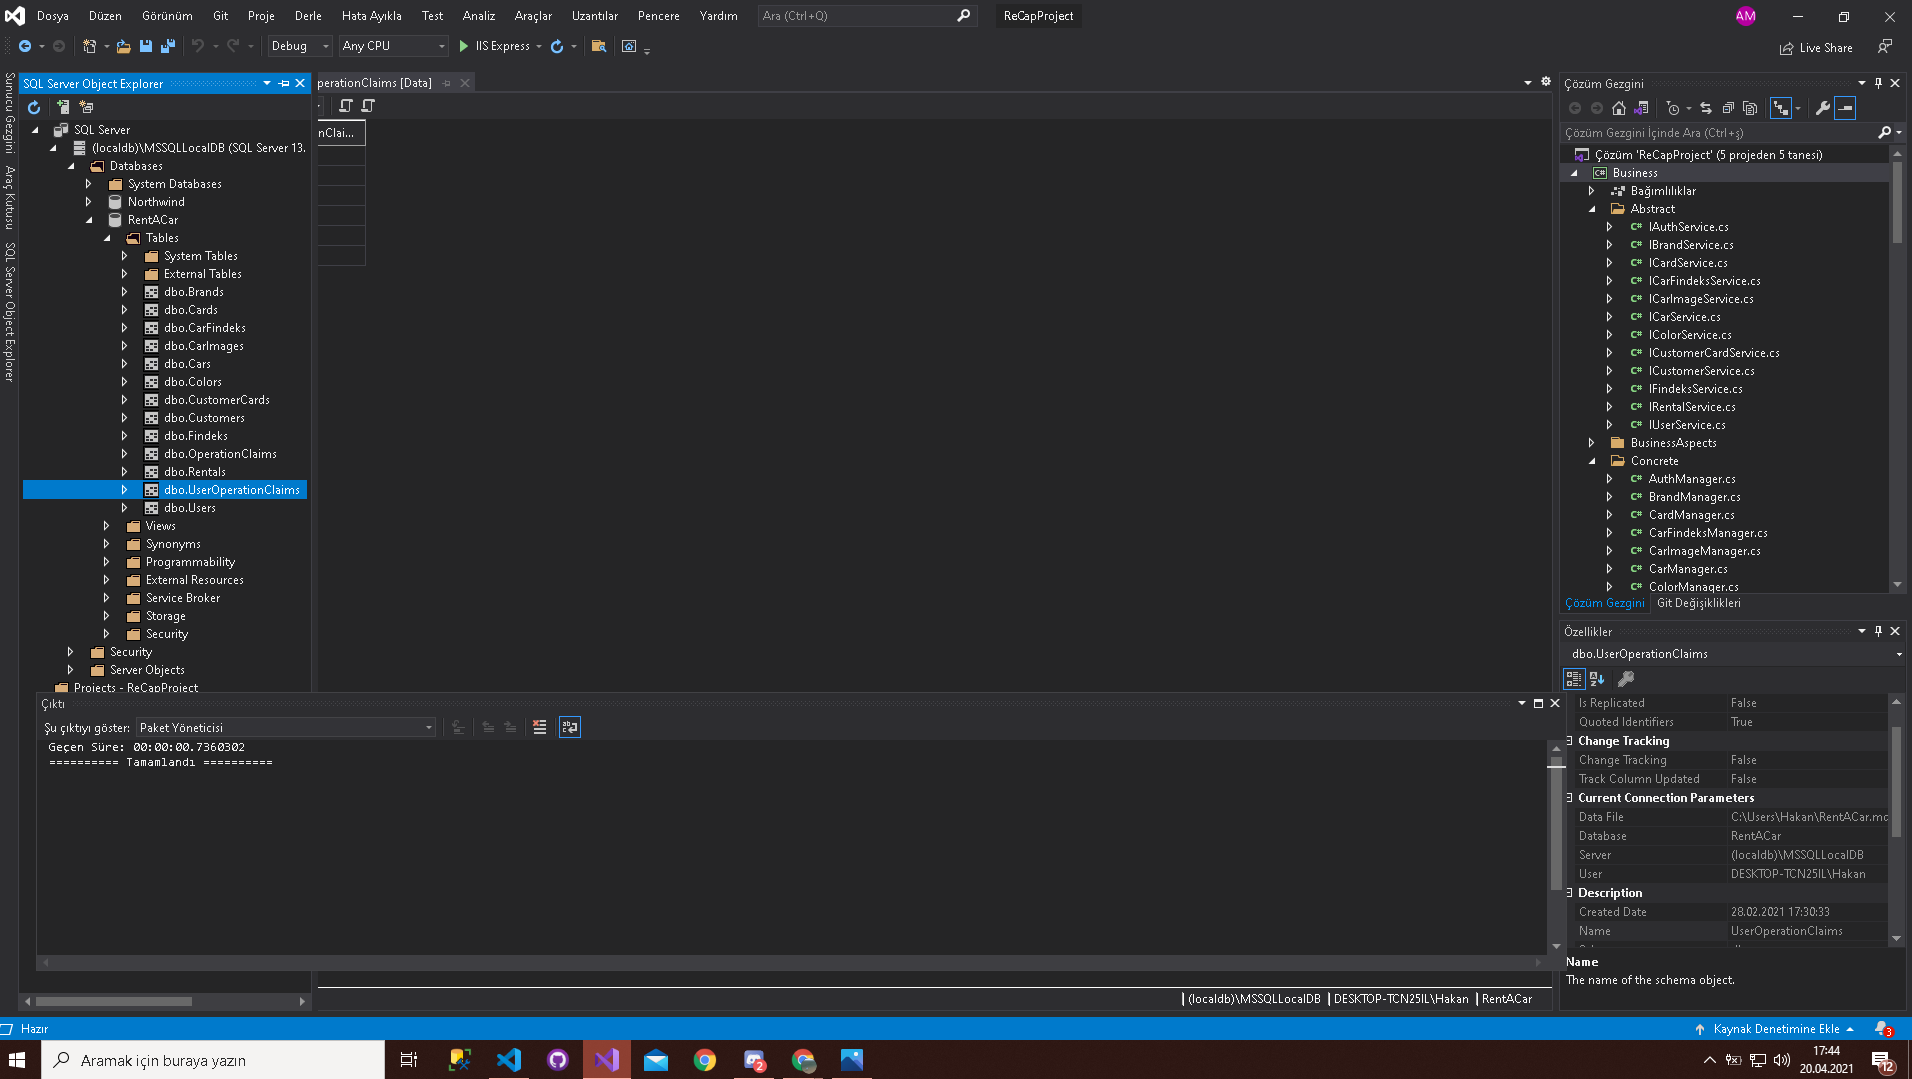 Dosya Düzen Görünüm Git Proje Derle Hata Ayıkla Test Analiz Araçlar Uzantılar Pencere Yardım Ara (Ctrl+Q) ReCapProject AM
Debug Any CPU IIS Express Live Share
Sunucu Gezgini
Araç Kutusu
SQL Server Object Explorer
SQL Server Object Explorer
SQL Server
(localdb)\MSSQLLocalDB (SQL Server 13.
Databases
System Databases
Northwind
RentACar
Tables
System Tables
External Tables
dbo.Brands
dbo.Cards
dbo.CarFindeks
dbo.CarImages
dbo.Cars
dbo.Colors
dbo.CustomerCards
dbo.Customers
dbo.Findeks
dbo.OperationClaims
dbo.Rentals
dbo.UserOperationClaims
dbo.Users
Views
Synonyms
Programmability
External Resources
Service Broker
Storage
Security
Security
Server Objects
Projects - ReCapProject
perationClaims [Data]
nClai...
Çıktı
Şu çıktıyı göster: Paket Yöneticisi
Geçen Süre: 00:00:00.7360302
========== Tamamlandı ==========
(localdb)\MSSQLLocalDB DESKTOP-TCN25IL\Hakan RentACar
Çözüm Gezgini
Çözüm Gezgini İçinde Ara (Ctrl+ş)
Çözüm 'ReCapProject' (5 projeden 5 tanesi)
Business
Bağımlılıklar
Abstract
IAuthService.cs
IBrandService.cs
ICardService.cs
ICarFindeksService.cs
ICarImageService.cs
ICarService.cs
IColorService.cs
ICustomerCardService.cs
ICustomerService.cs
IFindeksService.cs
IRentalService.cs
IUserService.cs
BusinessAspects
Concrete
AuthManager.cs
BrandManager.cs
CardManager.cs
CarFindeksManager.cs
CarImageManager.cs
CarManager.cs
ColorManager.cs
Çözüm Gezgini Git Değişiklikleri
Özellikler
dbo.UserOperationClaims
Is Replicated False
Quoted Identifiers True
Change Tracking
Change Tracking False
Track Column Updated False
Current Connection Parameters
Data File C:\Users\Hakan\RentACar.mc
Database RentACar
Server (localdb)\MSSQLLocalDB
User DESKTOP-TCN25IL\Hakan
Description
Created Date 28.02.2021 17:30:33
Name UserOperationClaims
Name
The name of the schema object.
Hazır Kaynak Denetimine Ekle 3
Aramak için buraya yazın 2 17:44
20.04.2021 12